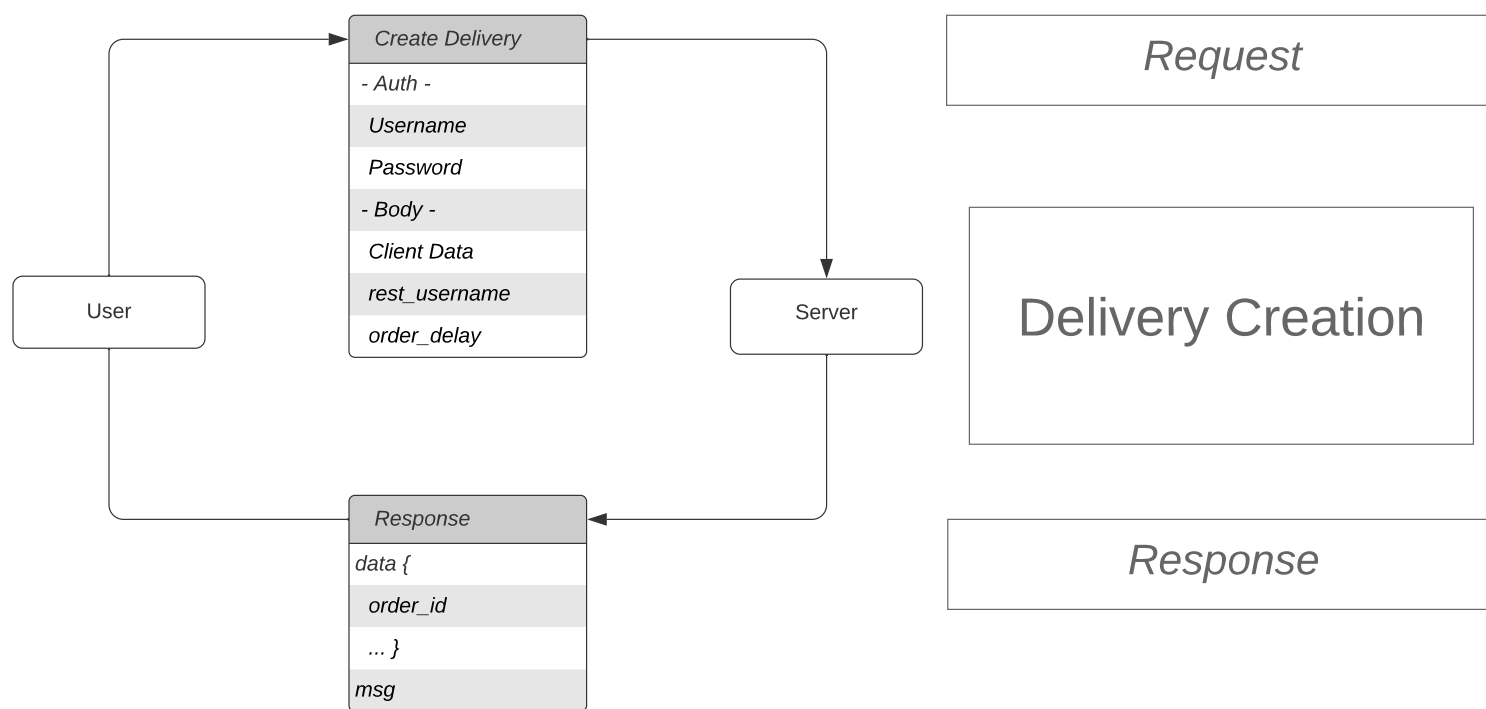 Create Delivery
- Auth -
Username
Password
- Body -
Client Data
rest_username
order_delay
User
Server
Response
data {
order_id
... }
msg
Request
Delivery Creation
Response